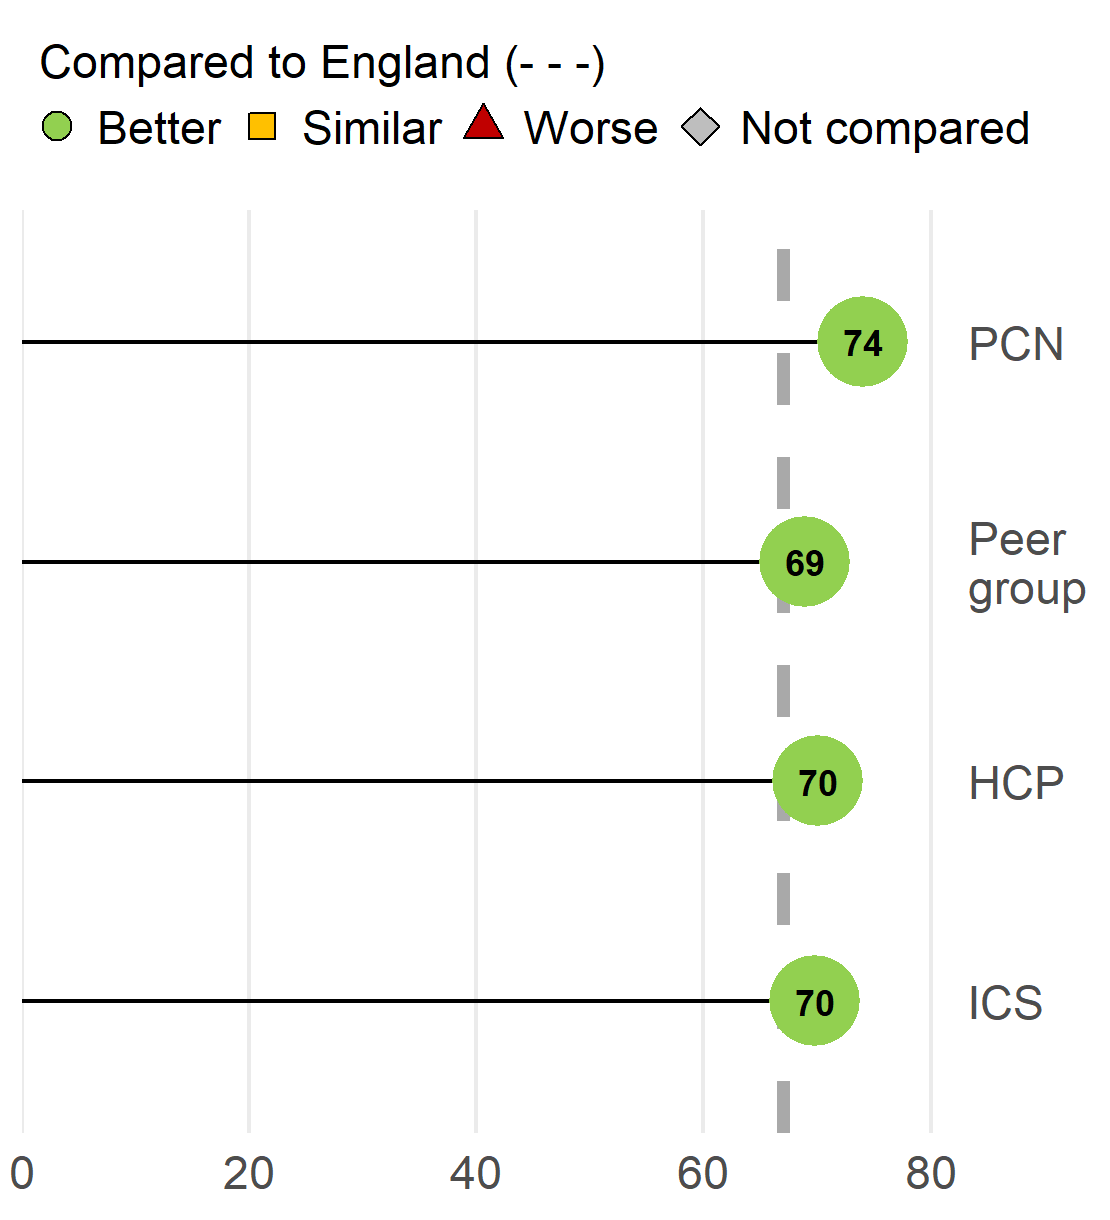 Compared to England (- - -)
Better Similar Worse Not compared
74 PCN
69 Peer group
70 HCP
70 ICS
0 20 40 60 80